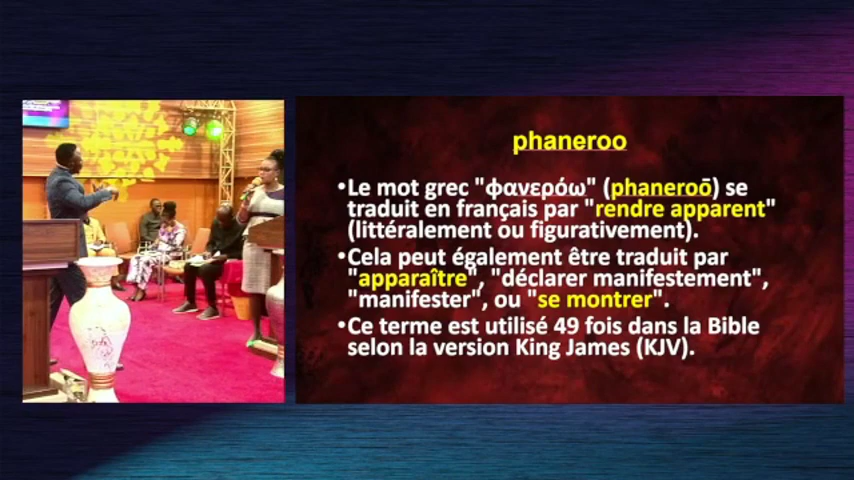 phaneroo
•Le mot grec "φανερόω" (phaneroō) se
traduit en français par "rendre apparent"
(littéralement ou figurativement).
•Cela peut également être traduit par
"apparaître", "déclarer manifestement",
"manifester", ou "se montrer".
•Ce terme est utilisé 49 fois dans la Bible
selon la version King James (KJV).